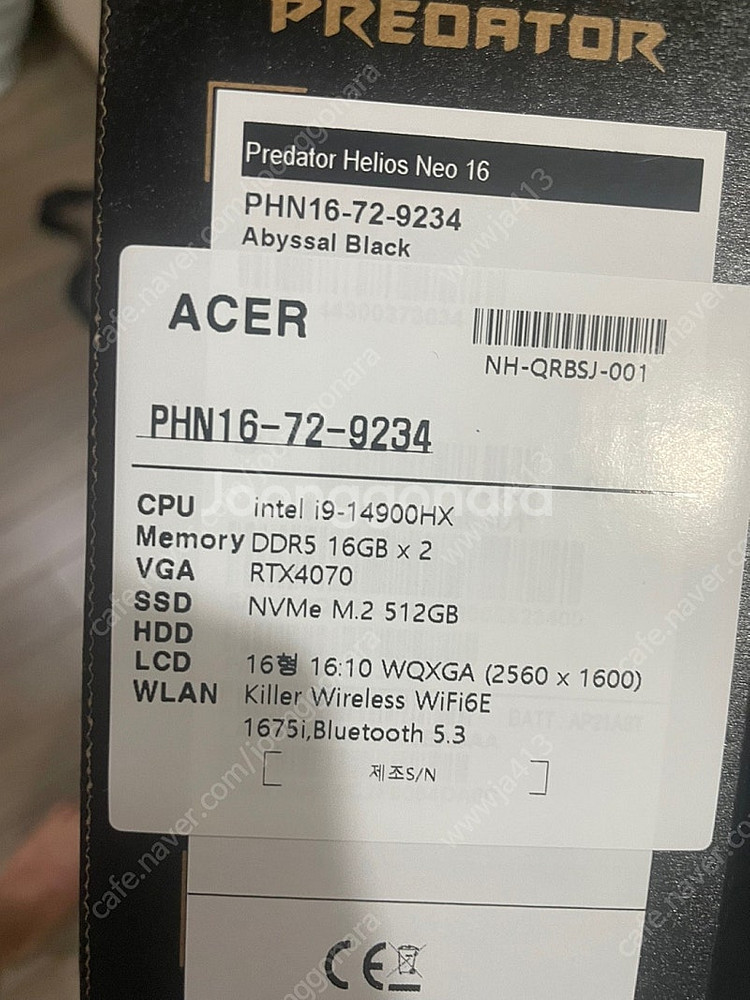 PREDATOR
Predator Helios Neo 16
PHN16-72-9234
Abyssal Black
ACER
NH-QRBSJ-001
PHN16-72-9234
CPU intel i9-14900HX
Memory DDR5 16GB x 2
VGA RTX4070
SSD NVMe M.2 512GB
HDD
LCD 16형 16:10 WQXGA (2560 x 1600)
WLAN Killer Wireless WiFi6E
1675i,Bluetooth 5.3
제조S/N
CE
Joonggonara
cafe.naver.com/joonggonara
www.ja413